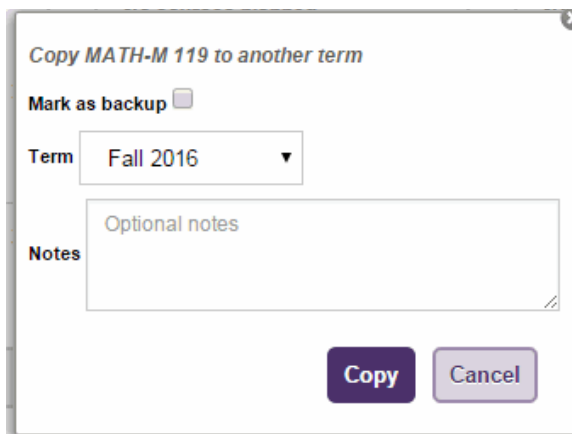 Copy MATH-M 119 to another term
Mark as backup
Term Fall 2016
Optional notes
Notes
Copy Cancel